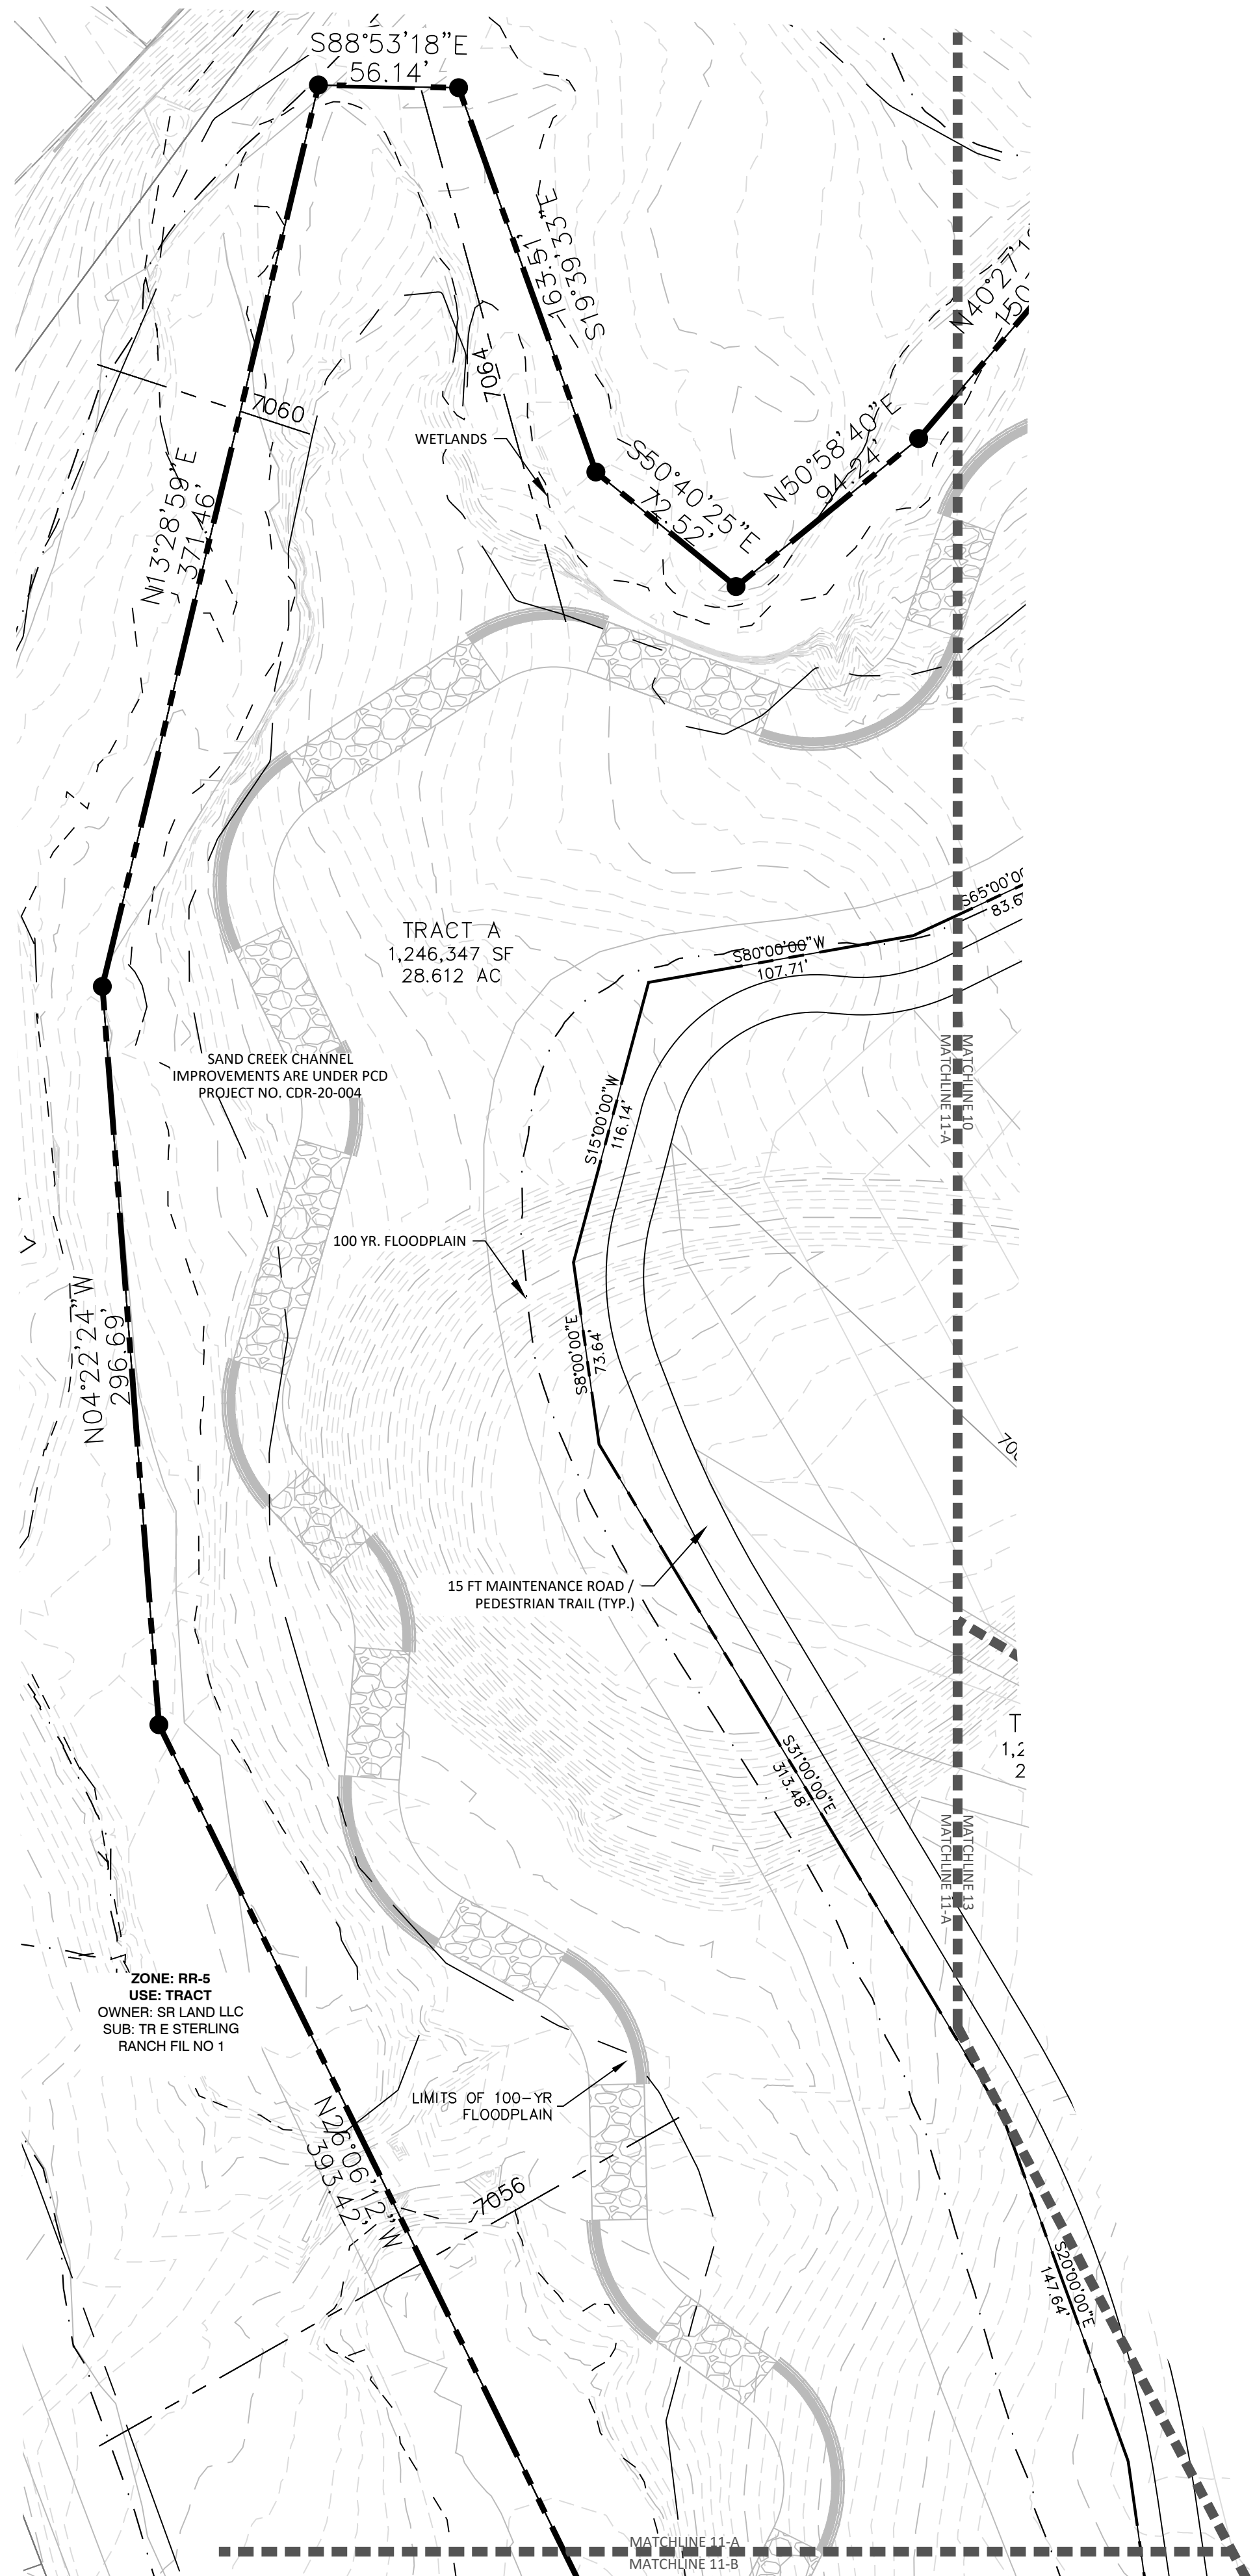 S88°53'18"E
56.14'
163.51'
S19°39'33"E
N40°27'1
150
7064
7060
WETLANDS
S50°40'25"E
72.52'
N50°58'40"E
94.24'
N13°28'59"E
371.46'
TRACT A
1,246,347 SF
28.612 AC
S65°00'00
83.6
S80°00'00"W
107.71'
SAND CREEK CHANNEL
IMPROVEMENTS ARE UNDER PCD
PROJECT NO. CDR-20-004
MATCHLINE 10
MATCHLINE 11-A
S15°00'00"W
116.14'
100 YR. FLOODPLAIN
N04°22'24"W
296.69'
S8°00'00"E
73.64'
15 FT MAINTENANCE ROAD /
PEDESTRIAN TRAIL (TYP.)
T
1,2
2
S31°00'00"E
313.48'
MATCHLINE 13
MATCHLINE 11-A
ZONE: RR-5
USE: TRACT
OWNER: SR LAND LLC
SUB: TR E STERLING
RANCH FIL NO 1
LIMITS OF 100-YR
FLOODPLAIN
N26°06'12"W
393.42'
7056
S20°00'00"E
147.64'
MATCHLINE 11-A
MATCHLINE 11-B